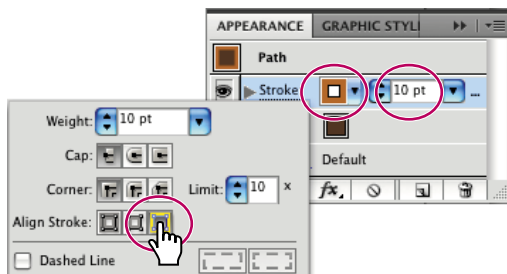 APPEARANCE GRAPHIC STYL
Path
Stroke 10 pt
Default
fx.
Weight: 10 pt
Cap:
Corner: Limit: 10 x
Align Stroke:
Dashed Line